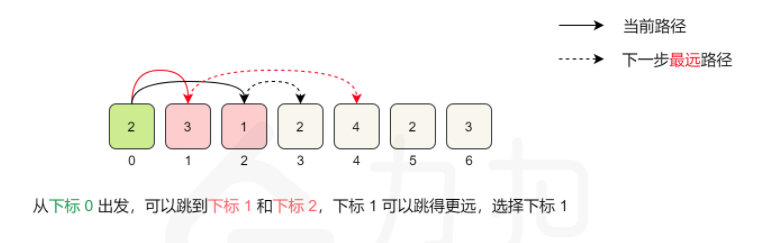 当前路径
下一步最远路径
2 3 1 2 4 2 3
0 1 2 3 4 5 6
从下标 0 出发，可以跳到下标 1 和下标 2，下标 1 可以跳得更远，选择下标 1
力扣